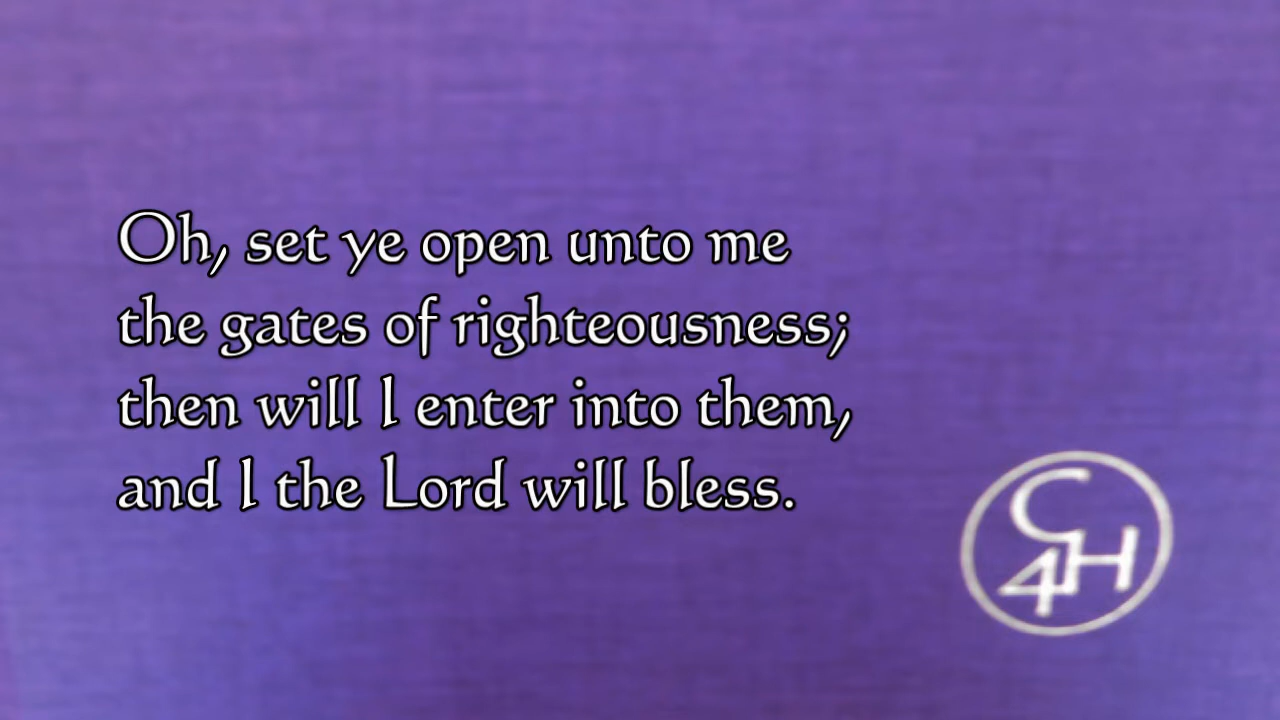 Oh, set ye open unto me
the gates of righteousness;
then will I enter into them,
and I the Lord will bless.
C
4H